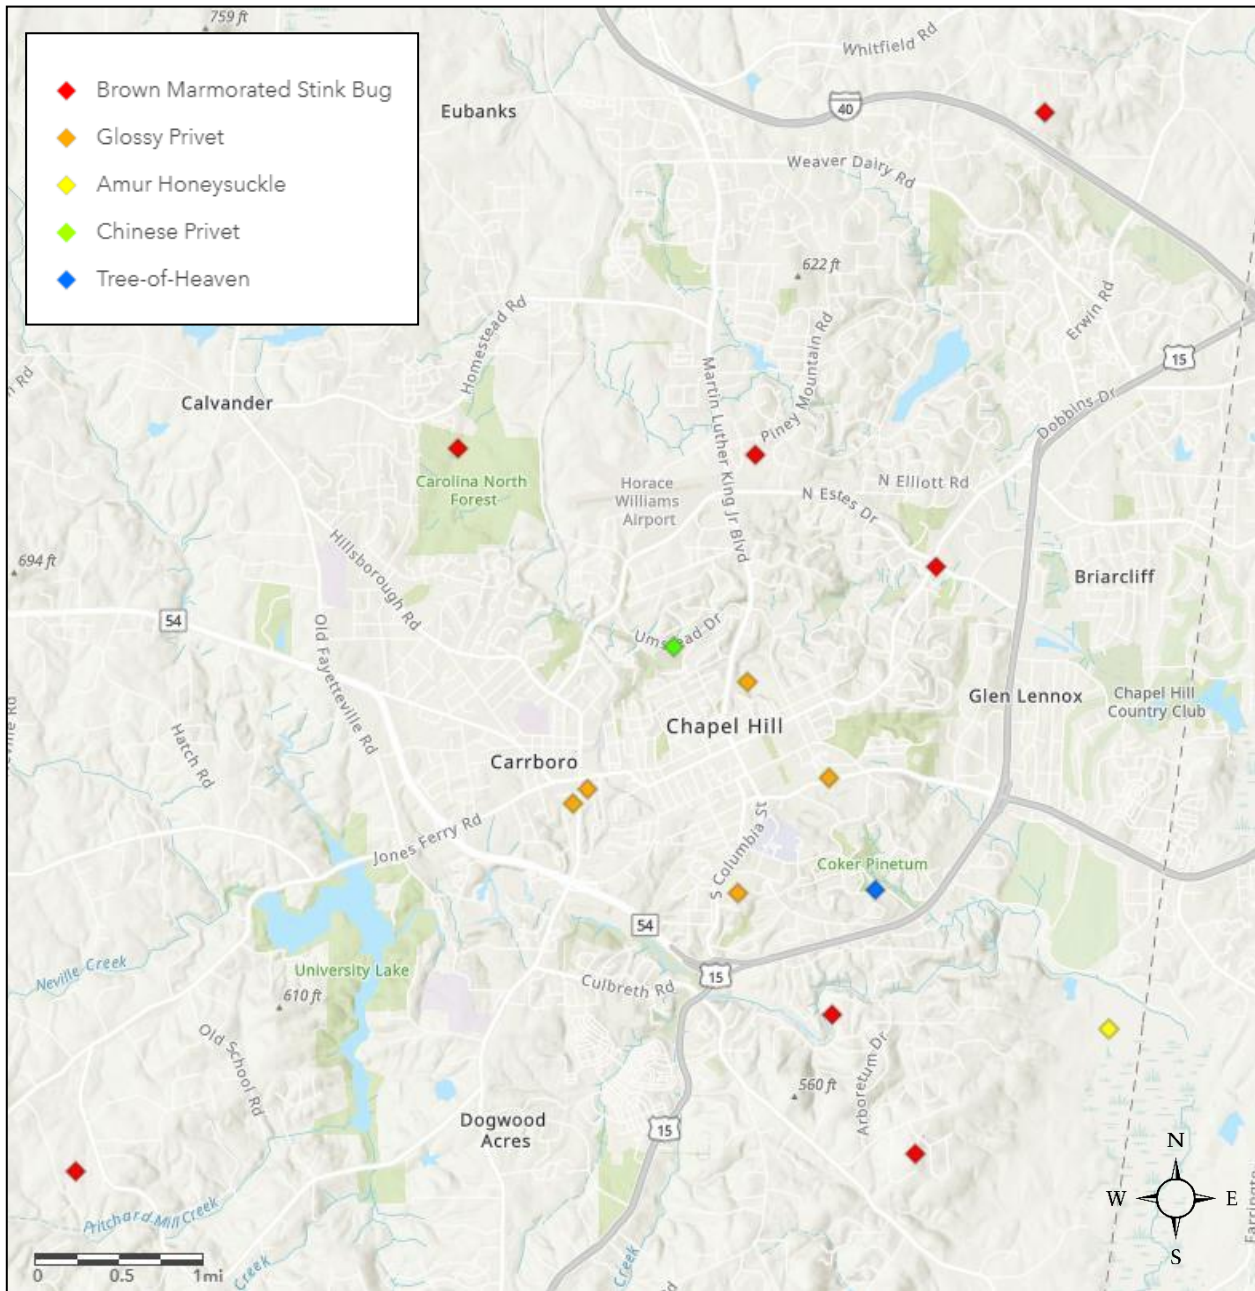 759 ft
Whitfield Rd
Brown Marmorated Stink Bug
Glossy Privet
Amur Honeysuckle
Chinese Privet
Tree-of-Heaven
Eubanks
40
Weaver Dairy Rd
622 ft
Homestead Rd
Erwin Rd
15
Martin Luther King Jr Blvd
Piney Mountain Rd
Calvander
Dobbins Dr
Carolina North
Forest
Horace
Williams
Airport
N Elliott Rd
N Estes Dr
694 ft
Hillsborough Rd
Briarcliff
54
Old Fayetteville Rd
Umstead Dr
Glen Lennox
Chapel Hill
Country Club
Chapel Hill
Hatch Rd
Carrboro
Jones Ferry Rd
S Columbia St
Coker Pinetum
54
Neville Creek
University Lake
610 ft
Culbreth Rd
15
Old School Rd
Arboretum Dr
560 ft
Dogwood
Acres
15
N
W E
S
Pritchard Mill Creek
Creek
Creek
0 0.5 1mi